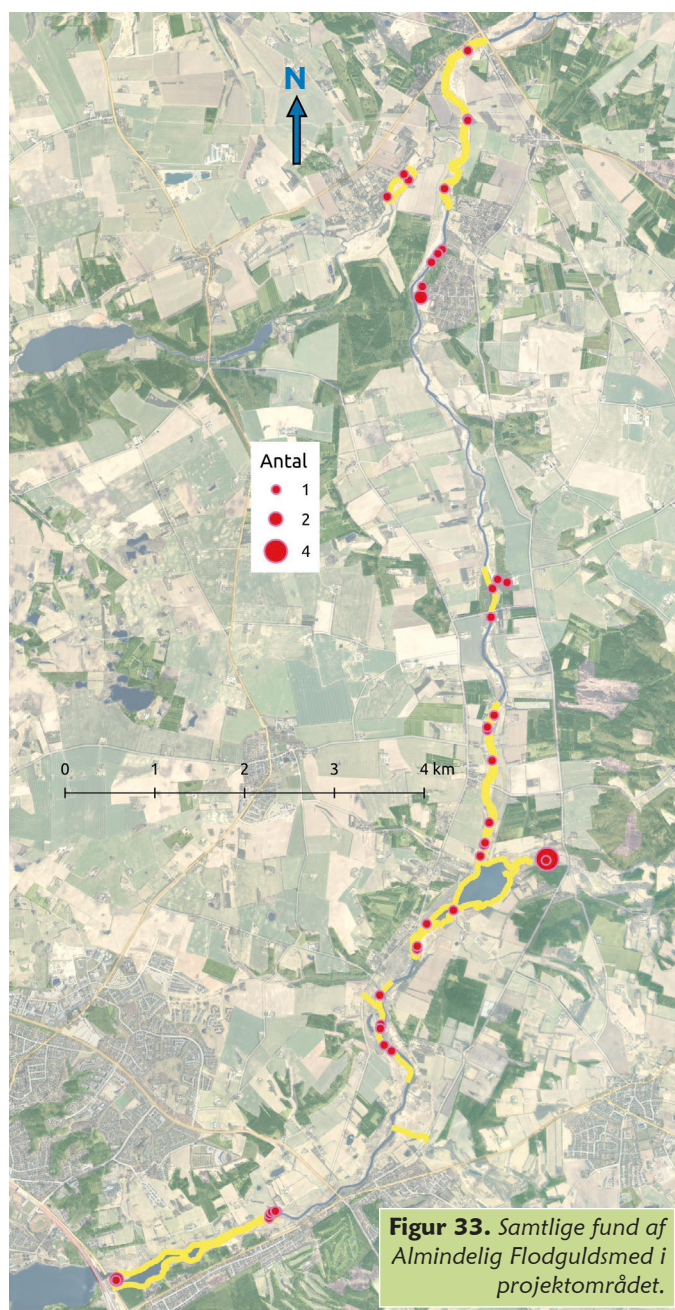 N
Antal
1
2
4
0 1 2 3 4 km
Figur 33. Samtlige fund af
Almindelig Flodguldsmed i
projektområdet.